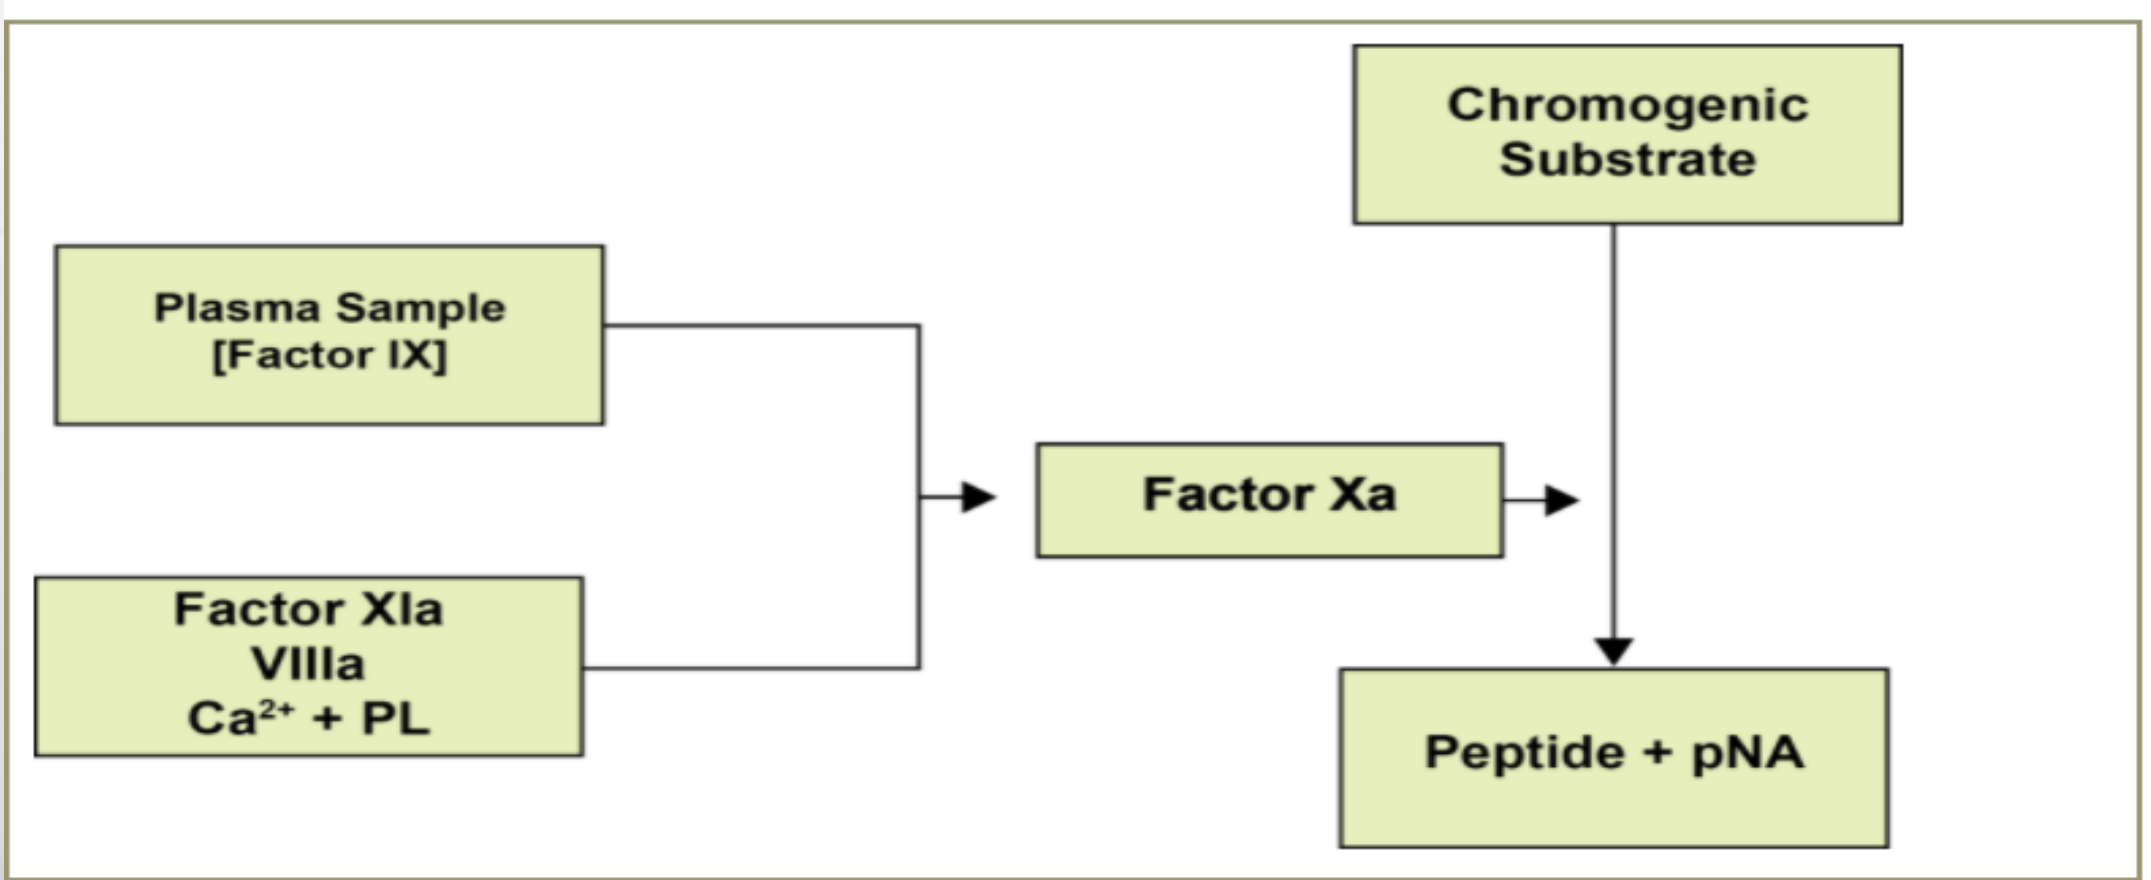 Chromogenic
Substrate
Plasma Sample
[Factor IX]
Factor Xa
Factor XIa
VIIIa
Ca²⁺ + PL
Peptide + pNA